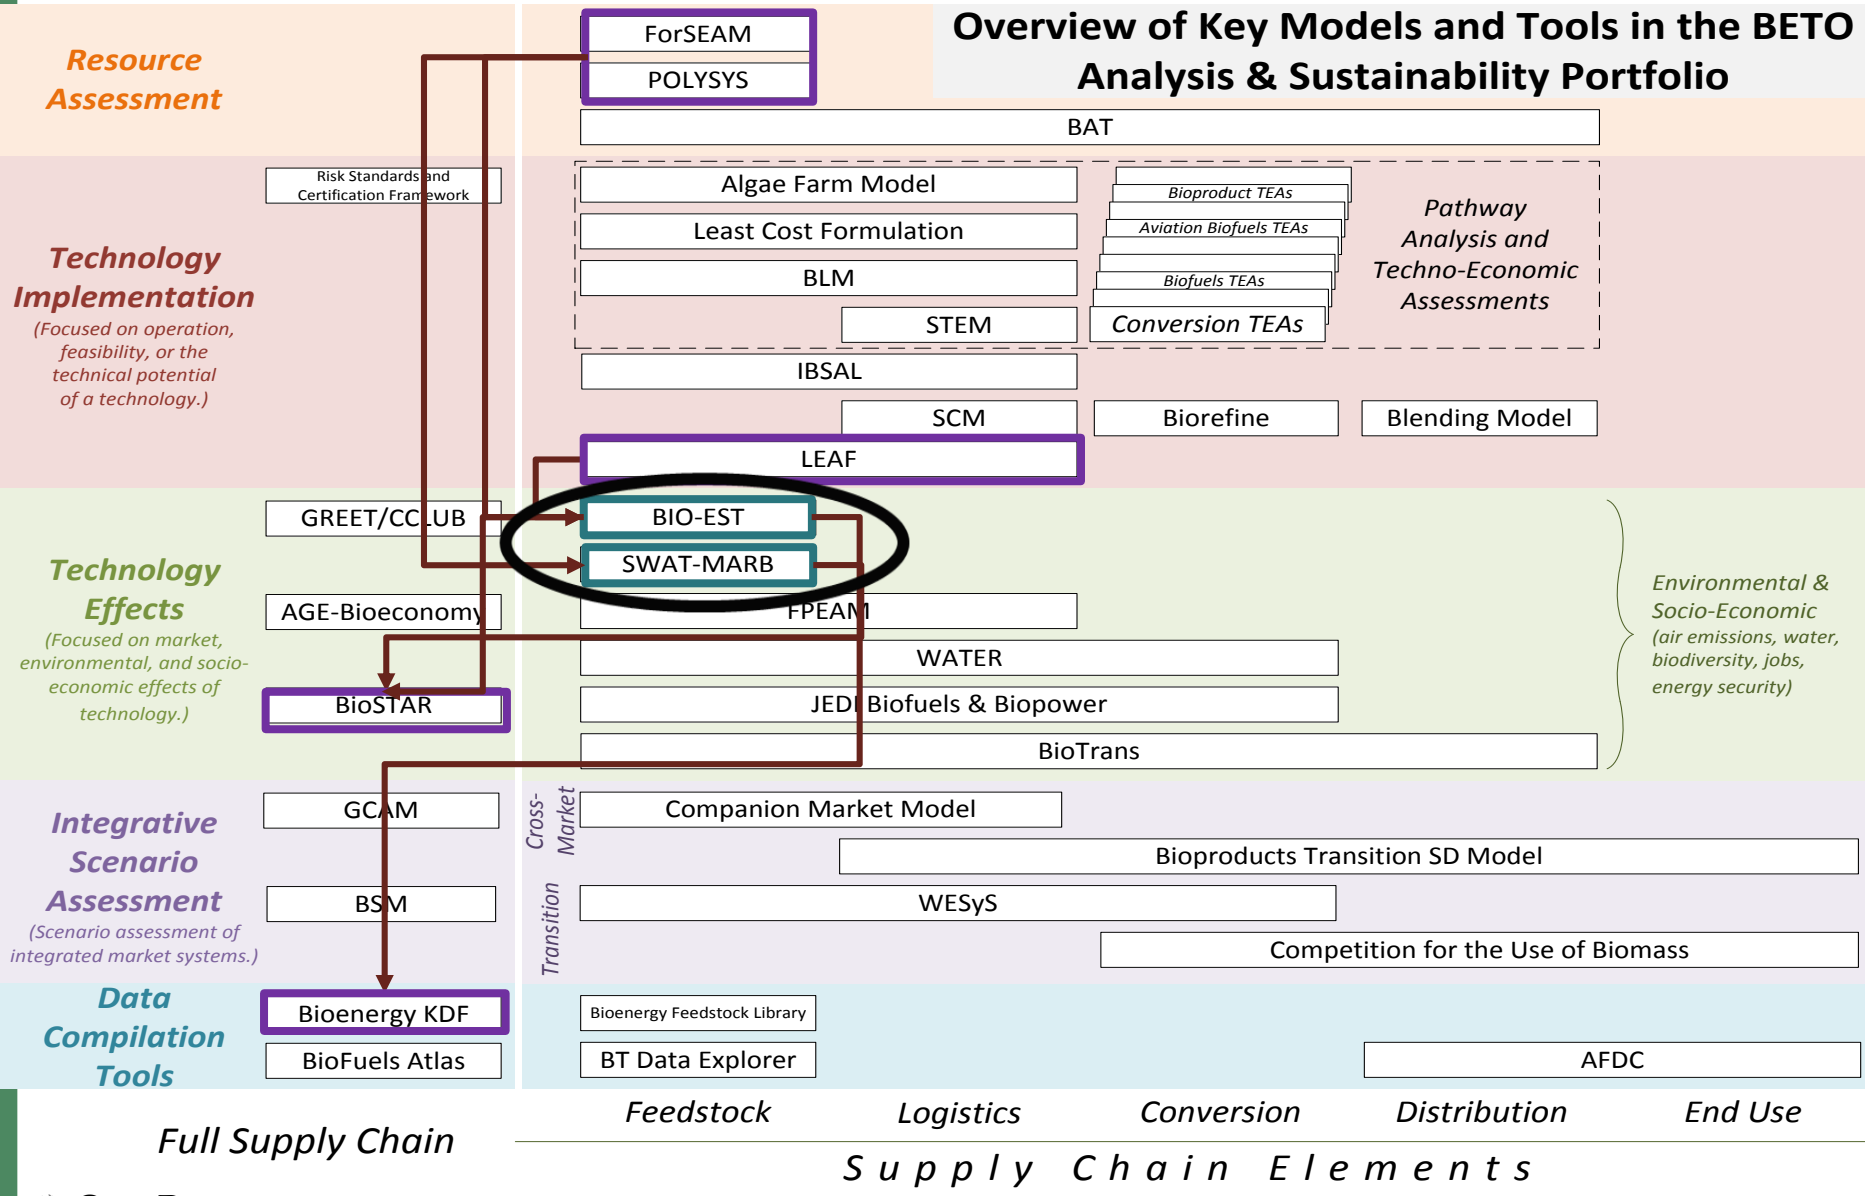 Overview of Key Models and Tools in the BETO
Analysis & Sustainability Portfolio
Resource
Assessment
ForSEAM
POLYSYS
BAT
Technology
Implementation
(Focused on operation,
feasibility, or the
technical potential
of a technology.)
Risk Standards and
Certification Framework
Algae Farm Model
Least Cost Formulation
BLM
STEM
Bioproduct TEAs
Aviation Biofuels TEAs
Biofuels TEAs
Conversion TEAs
Pathway
Analysis and
Techno-Economic
Assessments
IBSAL
SCM
Biorefine
Blending Model
LEAF
Technology
Effects
(Focused on market,
environmental, and socio-
economic effects of
technology.)
GREET/CCLUB
AGE-Bioeconomy
BioSTAR
BIO-EST
SWAT-MARB
FPEAM
WATER
JEDI Biofuels & Biopower
BioTrans
Environmental &
Socio-Economic
(air emissions, water,
biodiversity, jobs,
energy security)
Integrative
Scenario
Assessment
(Scenario assessment of
integrated market systems.)
GCAM
BSM
Cross-
Market
Transition
Companion Market Model
Bioproducts Transition SD Model
WESyS
Competition for the Use of Biomass
Data
Compilation
Tools
Bioenergy KDF
BioFuels Atlas
Bioenergy Feedstock Library
BT Data Explorer
AFDC
Full Supply Chain
Feedstock
Logistics
Conversion
Distribution
End Use
Supply Chain Elements